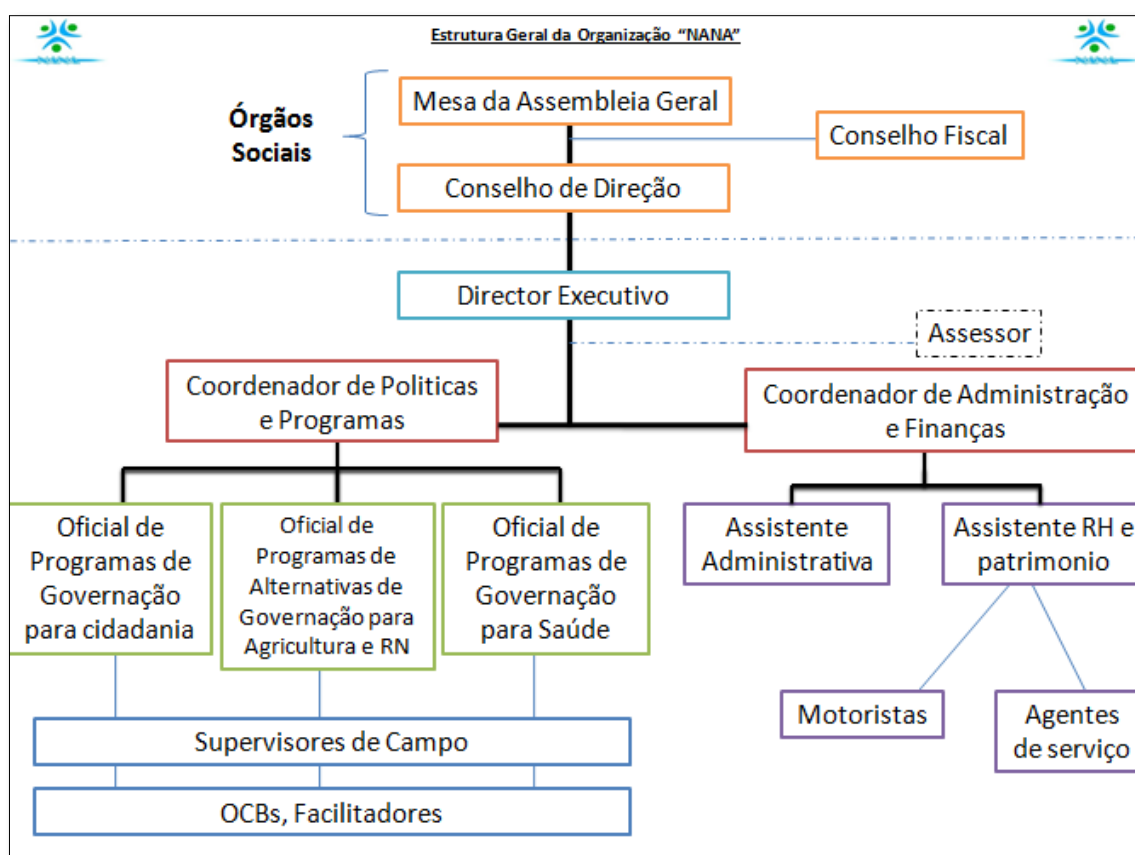 Estrutura Geral da Organização “NANA”
NANA
NANA
Órgãos
Sociais
Mesa da Assembleia Geral
Conselho Fiscal
Conselho de Direção
Director Executivo
Assessor
Coordenador de Politicas
e Programas
Coordenador de Administração
e Finanças
Oficial de
Programas de
Governação
para cidadania
Oficial de
Programas de
Alternativas de
Governação para
Agricultura e RN
Oficial de
Programas de
Governação
para Saúde
Assistente
Administrativa
Assistente RH e
patrimonio
Motoristas
Agentes
de serviço
Supervisores de Campo
OCBs, Facilitadores